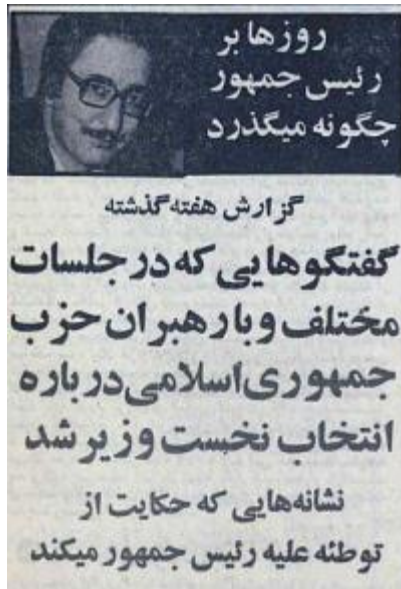 روزها بر
رئیس جمهور
چگونه میگذرد
گزارش هفته گذشته
گفتگوهایی که در جلسات
مختلف و با رهبران حزب
جمهوری اسلامی درباره
انتخاب نخست وزیر شد
نشانه‌هایی که حکایت از
توطئه علیه رئیس جمهور میکند